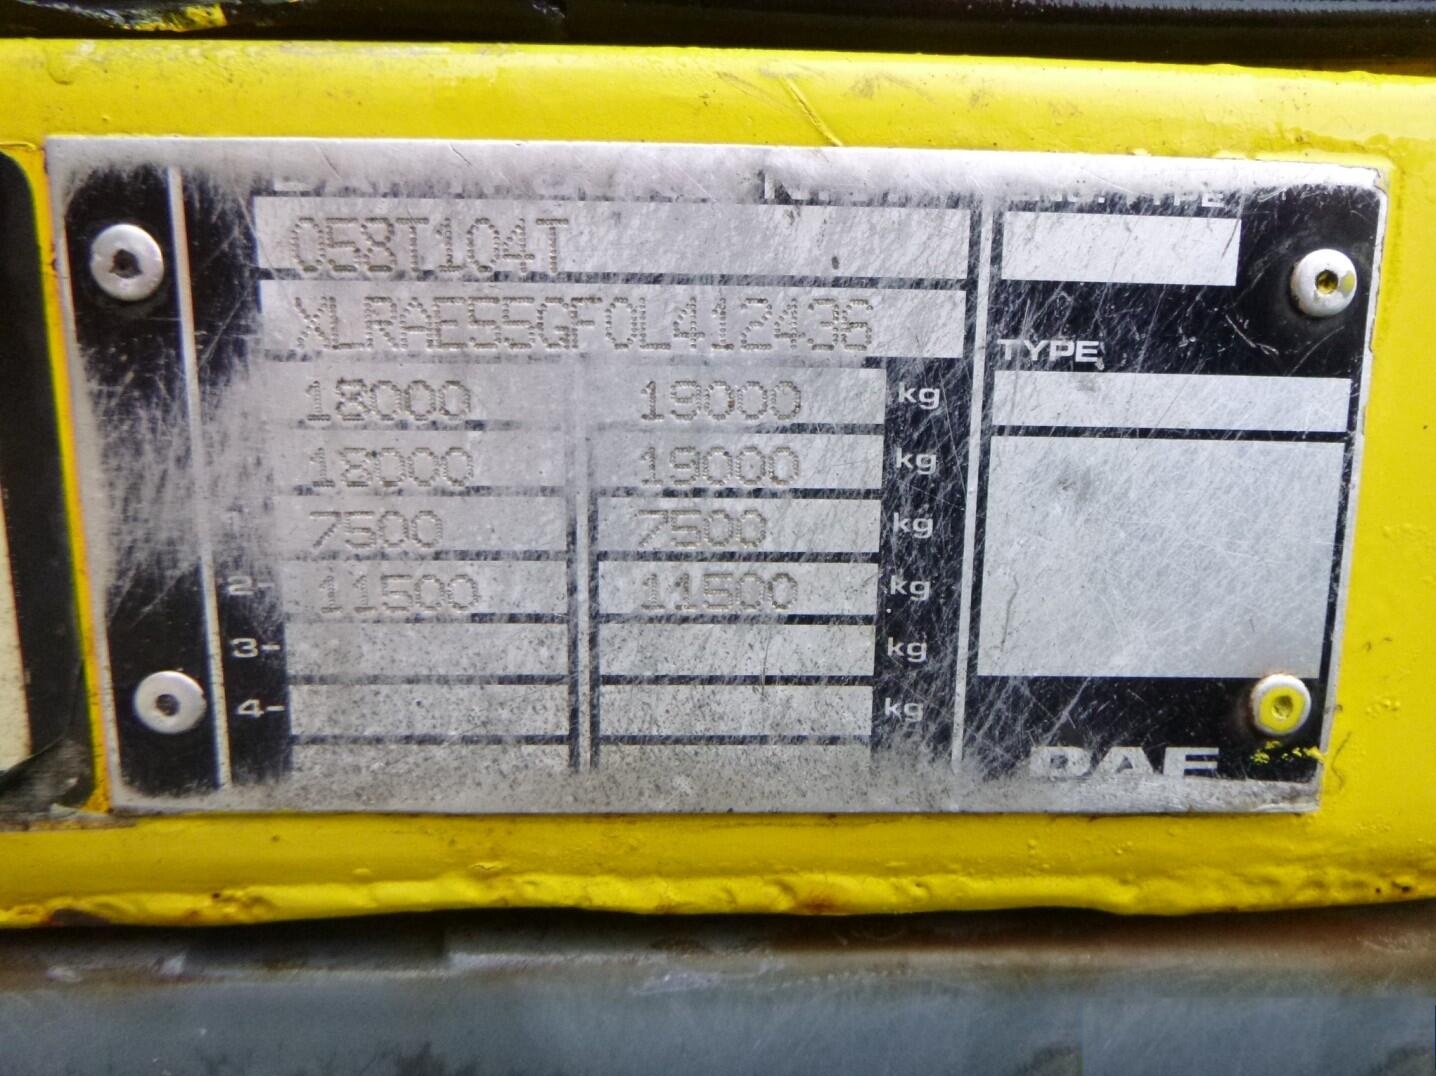 TYPE
058T104T
XLRAE55GF0L412436
TYPE
18000 19000 kg
18000 19000 kg
7500 7500 kg
2- 11500 11500 kg
3- kg
4- kg
DAF